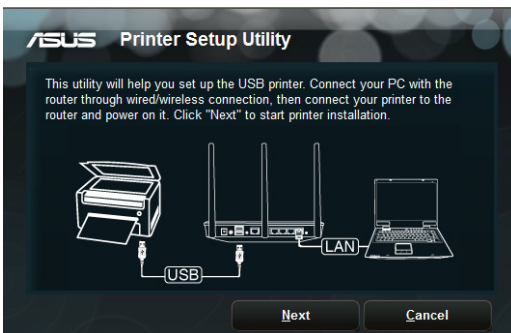 ASUS Printer Setup Utility
This utility will help you set up the USB printer. Connect your PC with the
router through wired/wireless connection, then connect your printer to the
router and power on it. Click "Next" to start printer installation.
LAN
USB
Next Cancel